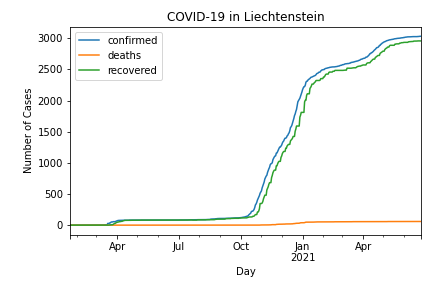 COVID-19 in Liechtenstein
confirmed
deaths
recovered
Number of Cases
3000
2500
2000
1500
1000
500
0
Apr
Jul
Oct
Jan
2021
Apr
Day